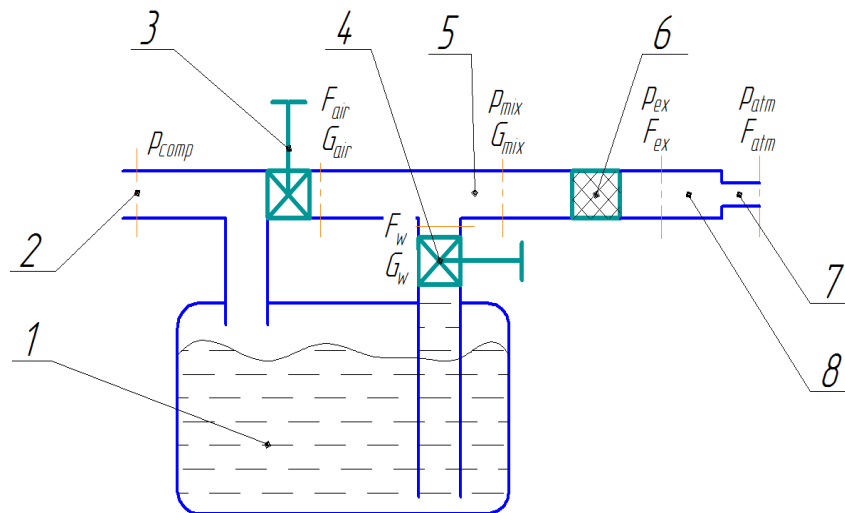 3
4
5
6
F_air
G_air
P_mix
G_mix
P_ex
F_ex
P_atm
F_atm
P_comp
F_w
G_w
2
7
1
8